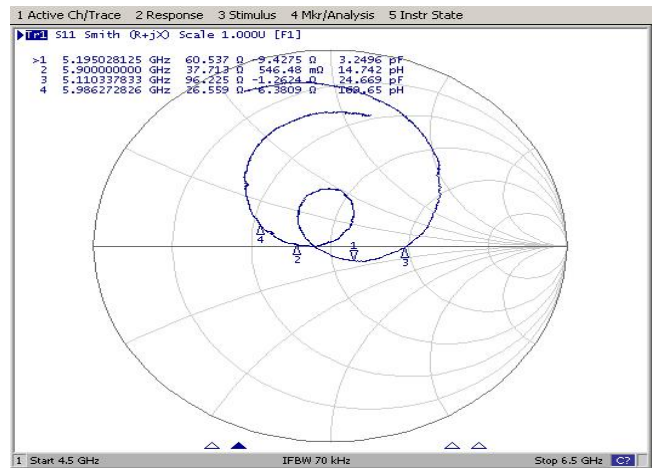 1 Active Ch/Trace 2 Response 3 Stimulus 4 Mkr/Analysis 5 Instr State
Tr1 S11 Smith (R+jX) Scale 1.000U [F1]
>1 5.195028125 GHz 60.537 Ω -9.4275 Ω 3.2496 pF
2 5.900000000 GHz 37.713 Ω 546.48 mΩ 14.742 pH
3 5.110337833 GHz 96.225 Ω -1.2624 Ω 24.669 pF
4 5.986272826 GHz 26.559 Ω 6.3809 Ω 169.65 pH
4
2
1
3
1 Start 4.5 GHz IFBW 70 kHz Stop 6.5 GHz C?